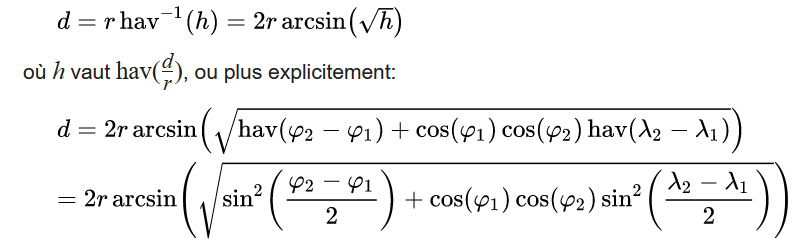 d = r hav⁻¹(h) = 2r arcsin(√h)
où h vaut hav(d/r), ou plus explicitement:
d = 2r arcsin(√(hav(φ₂ − φ₁) + cos(φ₁) cos(φ₂) hav(λ₂ − λ₁)))
= 2r arcsin(√(sin²((φ₂ − φ₁)/2) + cos(φ₁) cos(φ₂) sin²((λ₂ − λ₁)/2)))